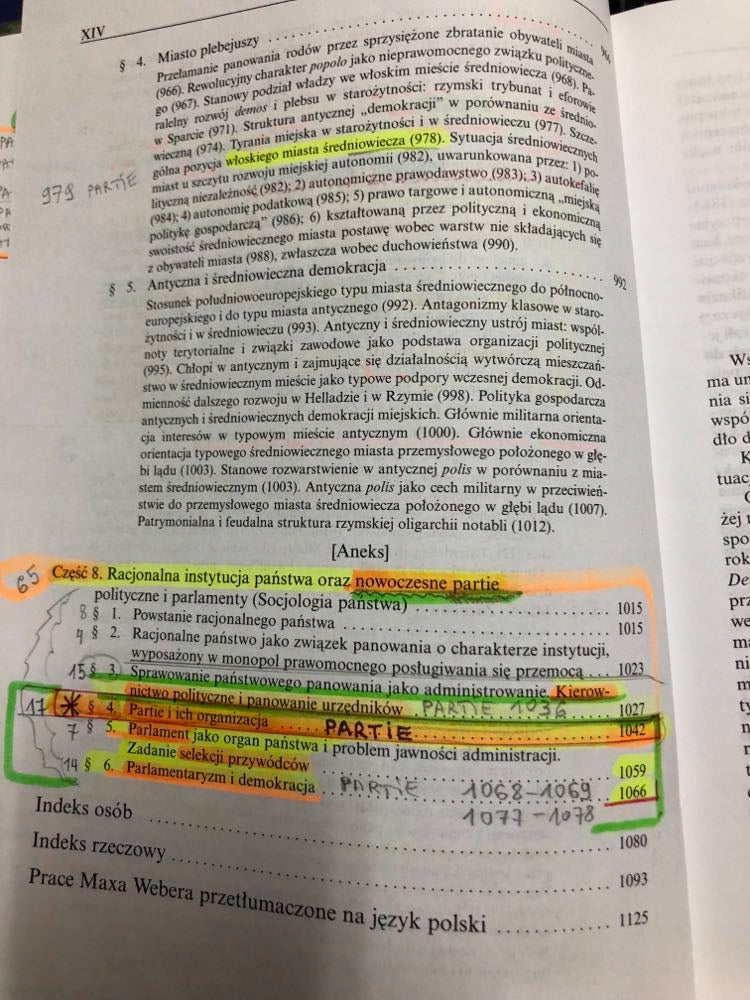 XIV
§ 4. Miasto plebejuszy
Przełamanie panowania rodów przez sprzysiężone zbratanie obywateli miasta
(966). Rewolucyjny charakter popolo jako nieprawomocnego związku polityczne-
go (967). Stanowy podział władzy we włoskim mieście średniowiecza (968). Pa-
ralelny rozwój demos i plebsu w starożytności: rzymski trybunat i eforowie
w Sparcie (971). Struktura antycznej „demokracji” w porównaniu ze średnio-
wieczną (974). Tyrania miejska w starożytności i w średniowieczu (977). Szcze-
gólna pozycja włoskiego miasta średniowiecza (978). Sytuacja średniowiecznych
979 PARTIE
miast u szczytu rozwoju miejskiej autonomii (982), uwarunkowana przez: 1) po-
lityczną niezależność (982); 2) autonomiczne prawodawstwo (983); 3) autokefalię
(984); 4) autonomię podatkową (985); 5) prawo targowe i autonomiczną „miejską
politykę gospodarczą” (986); 6) kształtowaną przez polityczną i ekonomiczną
swoistość średniowiecznego miasta postawę wobec warstw nie składających się
z obywateli miasta (988), zwłaszcza wobec duchowieństwa (990).
§ 5. Antyczna i średniowieczna demokracja 992
Stosunek południowoeuropejskiego typu miasta średniowiecznego do północno-
europejskiego i do typu miasta antycznego (992). Antagonizmy klasowe w staro-
żytności i w średniowieczu (993). Antyczny i średniowieczny ustrój miast: wspól-
noty terytorialne i związki zawodowe jako podstawa organizacji politycznej
(995). Chłopi w antycznym i zajmujące się działalnością wytwórczą mieszczań-
stwo w średniowiecznym mieście jako typowe podpory wczesnej demokracji. Od-
mienność dalszego rozwoju w Helladzie i w Rzymie (998). Polityka gospodarcza
antycznych i średniowiecznych demokracji miejskich. Głównie militarna orienta-
cja interesów w typowym mieście antycznym (1000). Głównie ekonomiczna
orientacja typowego średniowiecznego miasta przemysłowego położonego w głę-
bi lądu (1003). Stanowe rozwarstwienie w antycznej polis w porównaniu z mia-
stem średniowiecznym (1003). Antyczna polis jako cech militarny w przeciwień-
stwie do przemysłowego miasta średniowiecza położonego w głębi lądu (1007).
Patrymonialna i feudalna struktura rzymskiej oligarchii notabli (1012).
[Aneks]
65 Część 8. Racjonalna instytucja państwa oraz nowoczesne partie
polityczne i parlamenty (Socjologia państwa) 1015
8 § 1. Powstanie racjonalnego państwa 1015
4 § 2. Racjonalne państwo jako związek panowania o charakterze instytucji,
wyposażony w monopol prawomocnego posługiwania się przemocą 1023
15 § 3. Sprawowanie państwowego panowania jako administrowanie. Kierow-
nictwo polityczne i panowanie urzędników PARTIE 1036 1027
17 * § 4. Partie i ich organizacja PARTIE 1042
7 § 5. Parlament jako organ państwa i problem jawności administracji.
Zadanie selekcji przywódców 1059
14 § 6. Parlamentaryzm i demokracja PARTIE 1068-1069 1066
1077-1078
Indeks osób 1080
Indeks rzeczowy 1093
Prace Maxa Webera przetłumaczone na język polski 1125